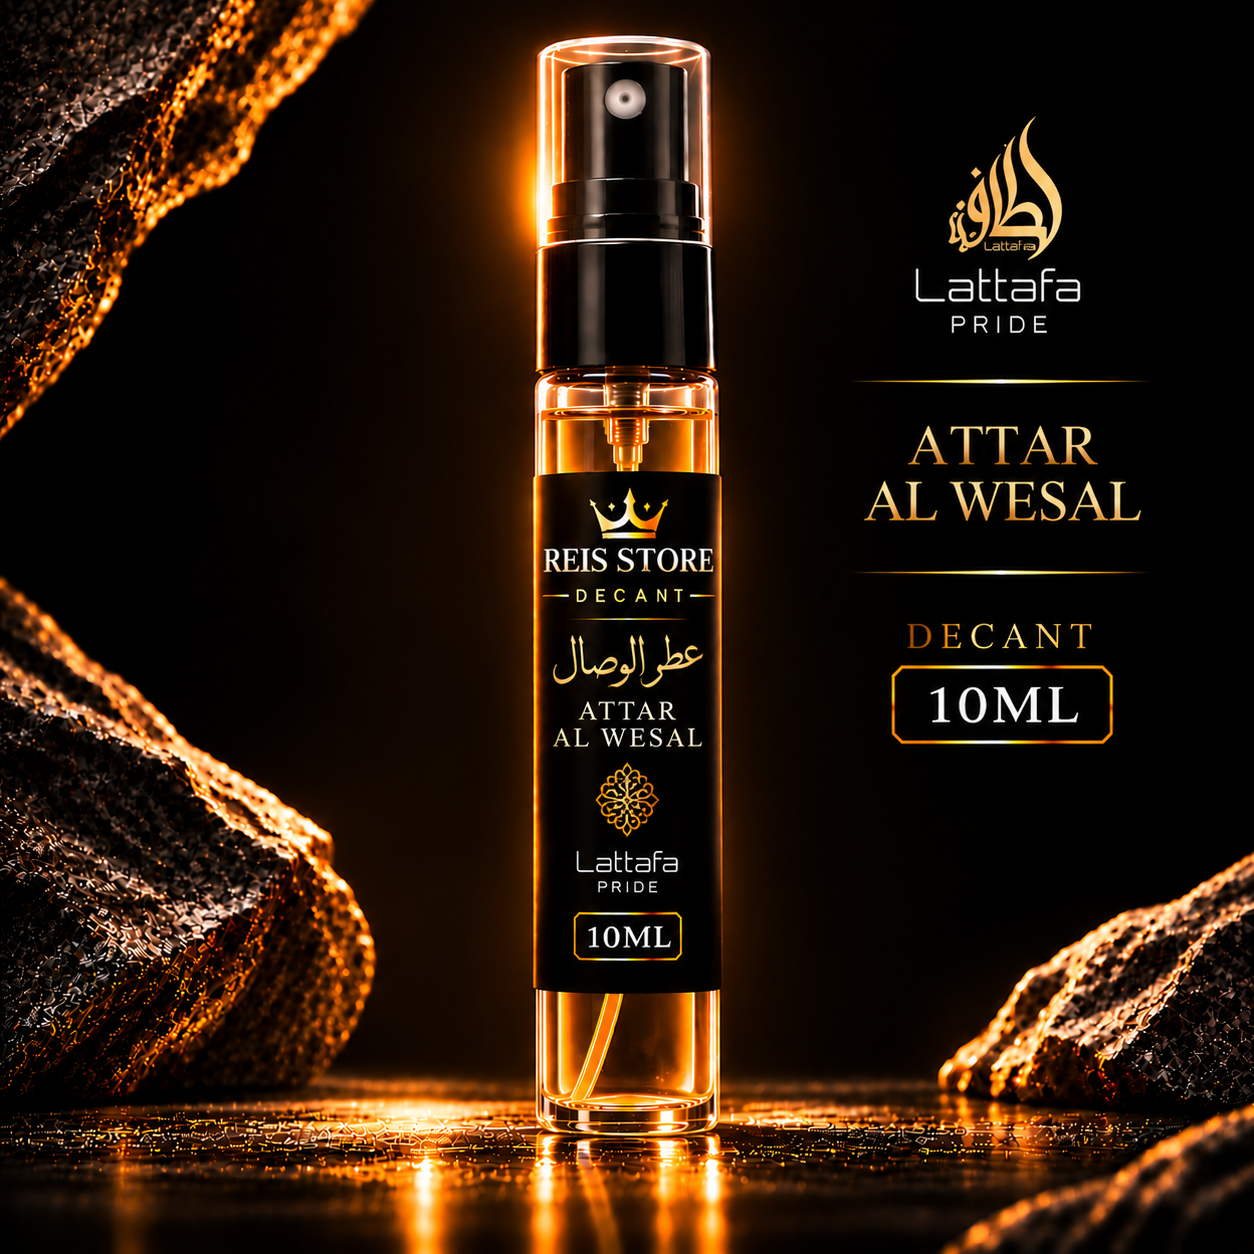 REIS STORE
DECANT
عطر الوصال
ATTAR
AL WESAL
Lattafa
PRIDE
10ML
لطافة
Lattafa
Lattafa
PRIDE
ATTAR
AL WESAL
DECANT
10ML